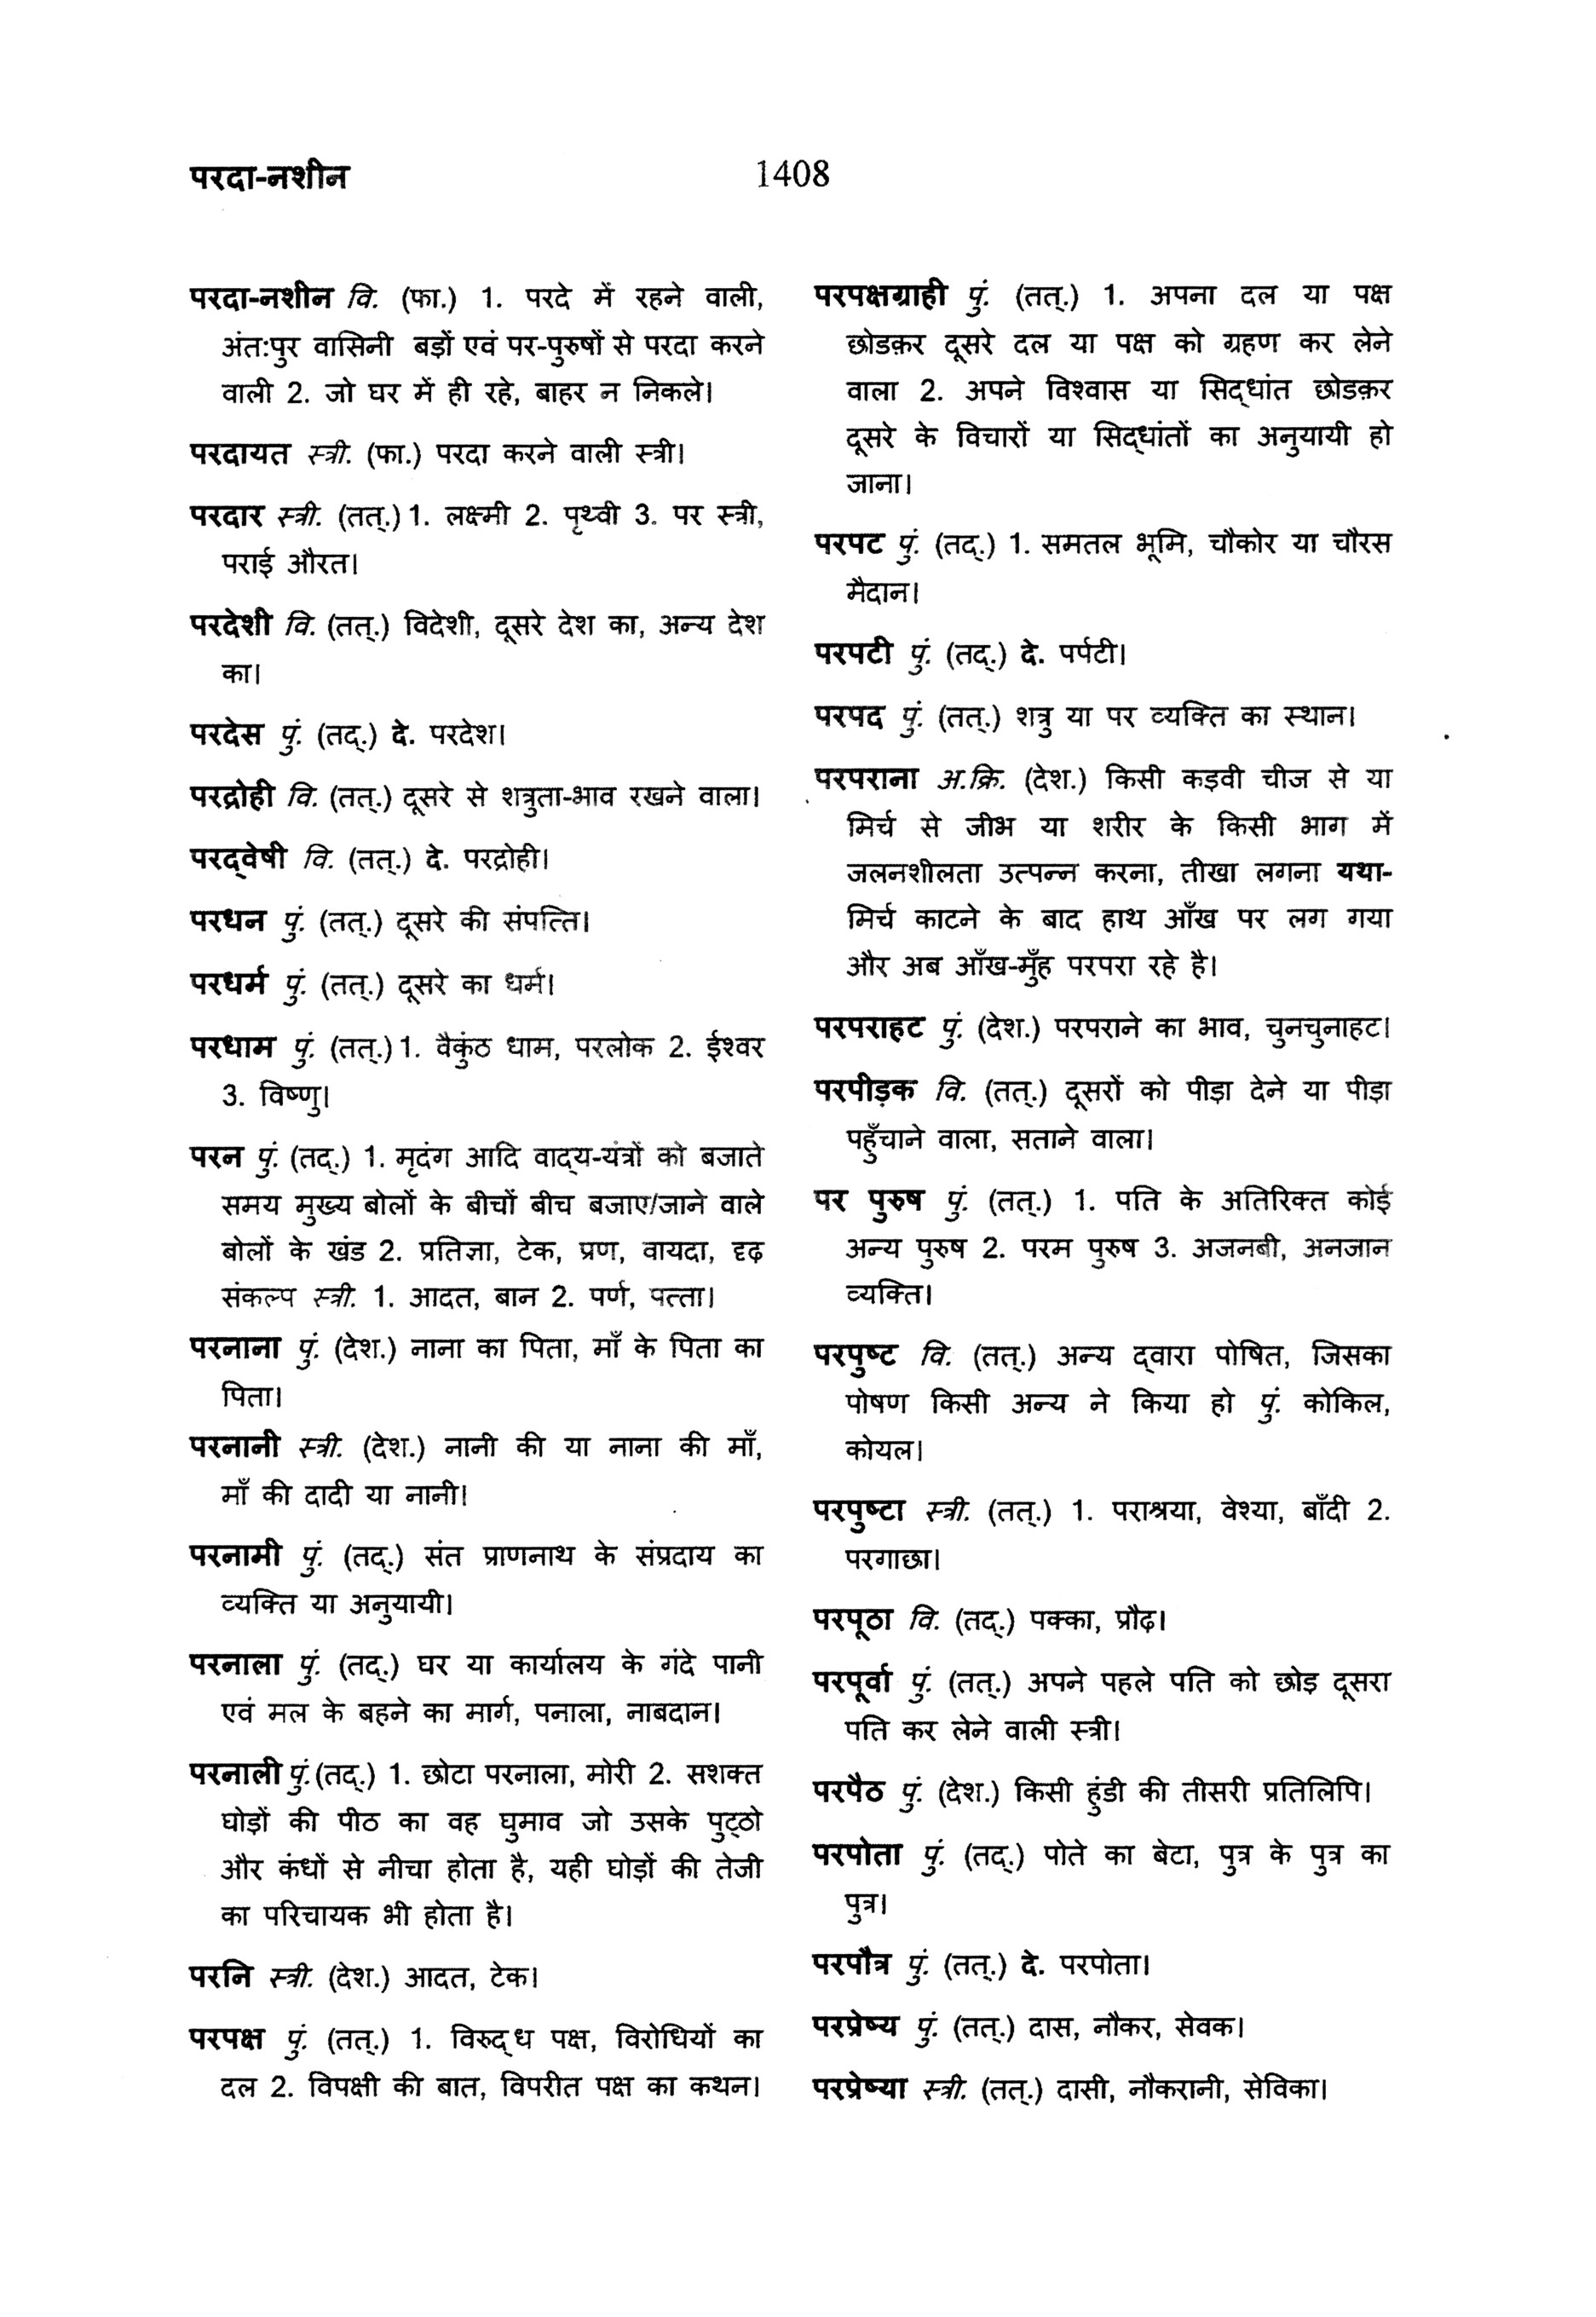 परदा-नशीन
1408
परदा-नशीन वि. (फा.) 1. परदे में रहने वाली,
अंत:पुर वासिनी बड़ों एवं पर-पुरुषों से परदा करने
वाली 2. जो घर में ही रहे, बाहर न निकले।
परदायत स्त्री. (फा.) परदा करने वाली स्त्री।
परदार स्त्री. (तत्.) 1. लक्ष्मी 2. पृथ्वी 3. पर स्त्री,
पराई औरत।
परदेशी वि. (तत्.) विदेशी, दूसरे देश का, अन्य देश
का।
परदेस पुं. (तद्.) दे. परदेश।
परद्रोही वि. (तत्.) दूसरे से शत्रुता-भाव रखने वाला।
परद्‌वेषी वि. (तत्.) दे. परद्रोही।
परधन पुं. (तत्.) दूसरे की संपत्ति।
परधर्म पुं. (तत्.) दूसरे का धर्म।
परधाम पुं. (तत्.) 1. वैकुंठ धाम, परलोक 2. ईश्वर
3. विष्णु।
परन पुं. (तद्.) 1. मृदंग आदि वाद्‌य-यंत्रों को बजाते
समय मुख्य बोलों के बीचों बीच बजाए/जाने वाले
बोलों के खंड 2. प्रतिज्ञा, टेक, प्रण, वायदा, दृढ़
संकल्प स्त्री. 1. आदत, बान 2. पर्ण, पत्ता।
परनाना पुं. (देश.) नाना का पिता, माँ के पिता का
पिता।
परनानी स्त्री. (देश.) नानी की या नाना की माँ,
माँ की दादी या नानी।
परनामी पुं. (तद्.) संत प्राणनाथ के संप्रदाय का
व्यक्ति या अनुयायी।
परनाला पुं. (तद्.) घर या कार्यालय के गंदे पानी
एवं मल के बहने का मार्ग, पनाला, नाबदान।
परनाली पुं. (तद्.) 1. छोटा परनाला, मोरी 2. सशक्त
घोड़ों की पीठ का वह घुमाव जो उसके पुट्‌ठो
और कंधों से नीचा होता है, यही घोड़ों की तेजी
का परिचायक भी होता है।
परनि स्त्री. (देश.) आदत, टेक।
परपक्ष पुं. (तत्.) 1. विरुद्‌ध पक्ष, विरोधियों का
दल 2. विपक्षी की बात, विपरीत पक्ष का कथन।
परपक्षग्राही पुं. (तत्.) 1. अपना दल या पक्ष
छोडक़र दूसरे दल या पक्ष को ग्रहण कर लेने
वाला 2. अपने विश्वास या सिद्‌धांत छोडक़र
दूसरे के विचारों या सिद्‌धांतों का अनुयायी हो
जाना।
परपट पुं. (तद्.) 1. समतल भूमि, चौकोर या चौरस
मैदान।
परपटी पुं. (तद्.) दे. पर्पटी।
परपद पुं. (तत्.) शत्रु या पर व्यक्ति का स्थान।
परपराना अ.क्रि. (देश.) किसी कड़वी चीज से या
मिर्च से जीभ या शरीर के किसी भाग में
जलनशीलता उत्पन्न करना, तीखा लगना यथा-
मिर्च काटने के बाद हाथ आँख पर लग गया
और अब आँख-मुँह परपरा रहे है।
परपराहट पुं. (देश.) परपराने का भाव, चुनचुनाहट।
परपीड़क वि. (तत्.) दूसरों को पीड़ा देने या पीड़ा
पहुँचाने वाला, सताने वाला।
पर पुरुष पुं. (तत्.) 1. पति के अतिरिक्त कोई
अन्य पुरुष 2. परम पुरुष 3. अजनबी, अनजान
व्यक्ति।
परपुष्ट वि. (तत्.) अन्य द्‌वारा पोषित, जिसका
पोषण किसी अन्य ने किया हो पुं. कोकिल,
कोयल।
परपुष्टा स्त्री. (तत्.) 1. पराश्रया, वेश्या, बाँदी 2.
परगाछा।
परपूठा वि. (तद्.) पक्का, प्रौढ़।
परपूर्वा पुं. (तत्.) अपने पहले पति को छोड़ दूसरा
पति कर लेने वाली स्त्री।
परपैठ पुं. (देश.) किसी हुंडी की तीसरी प्रतिलिपि।
परपोता पुं. (तद्.) पोते का बेटा, पुत्र के पुत्र का
पुत्र।
परपौत्र पुं. (तत्.) दे. परपोता।
परप्रेष्य पुं. (तत्.) दास, नौकर, सेवक।
परप्रेष्या स्त्री. (तत्.) दासी, नौकरानी, सेविका।